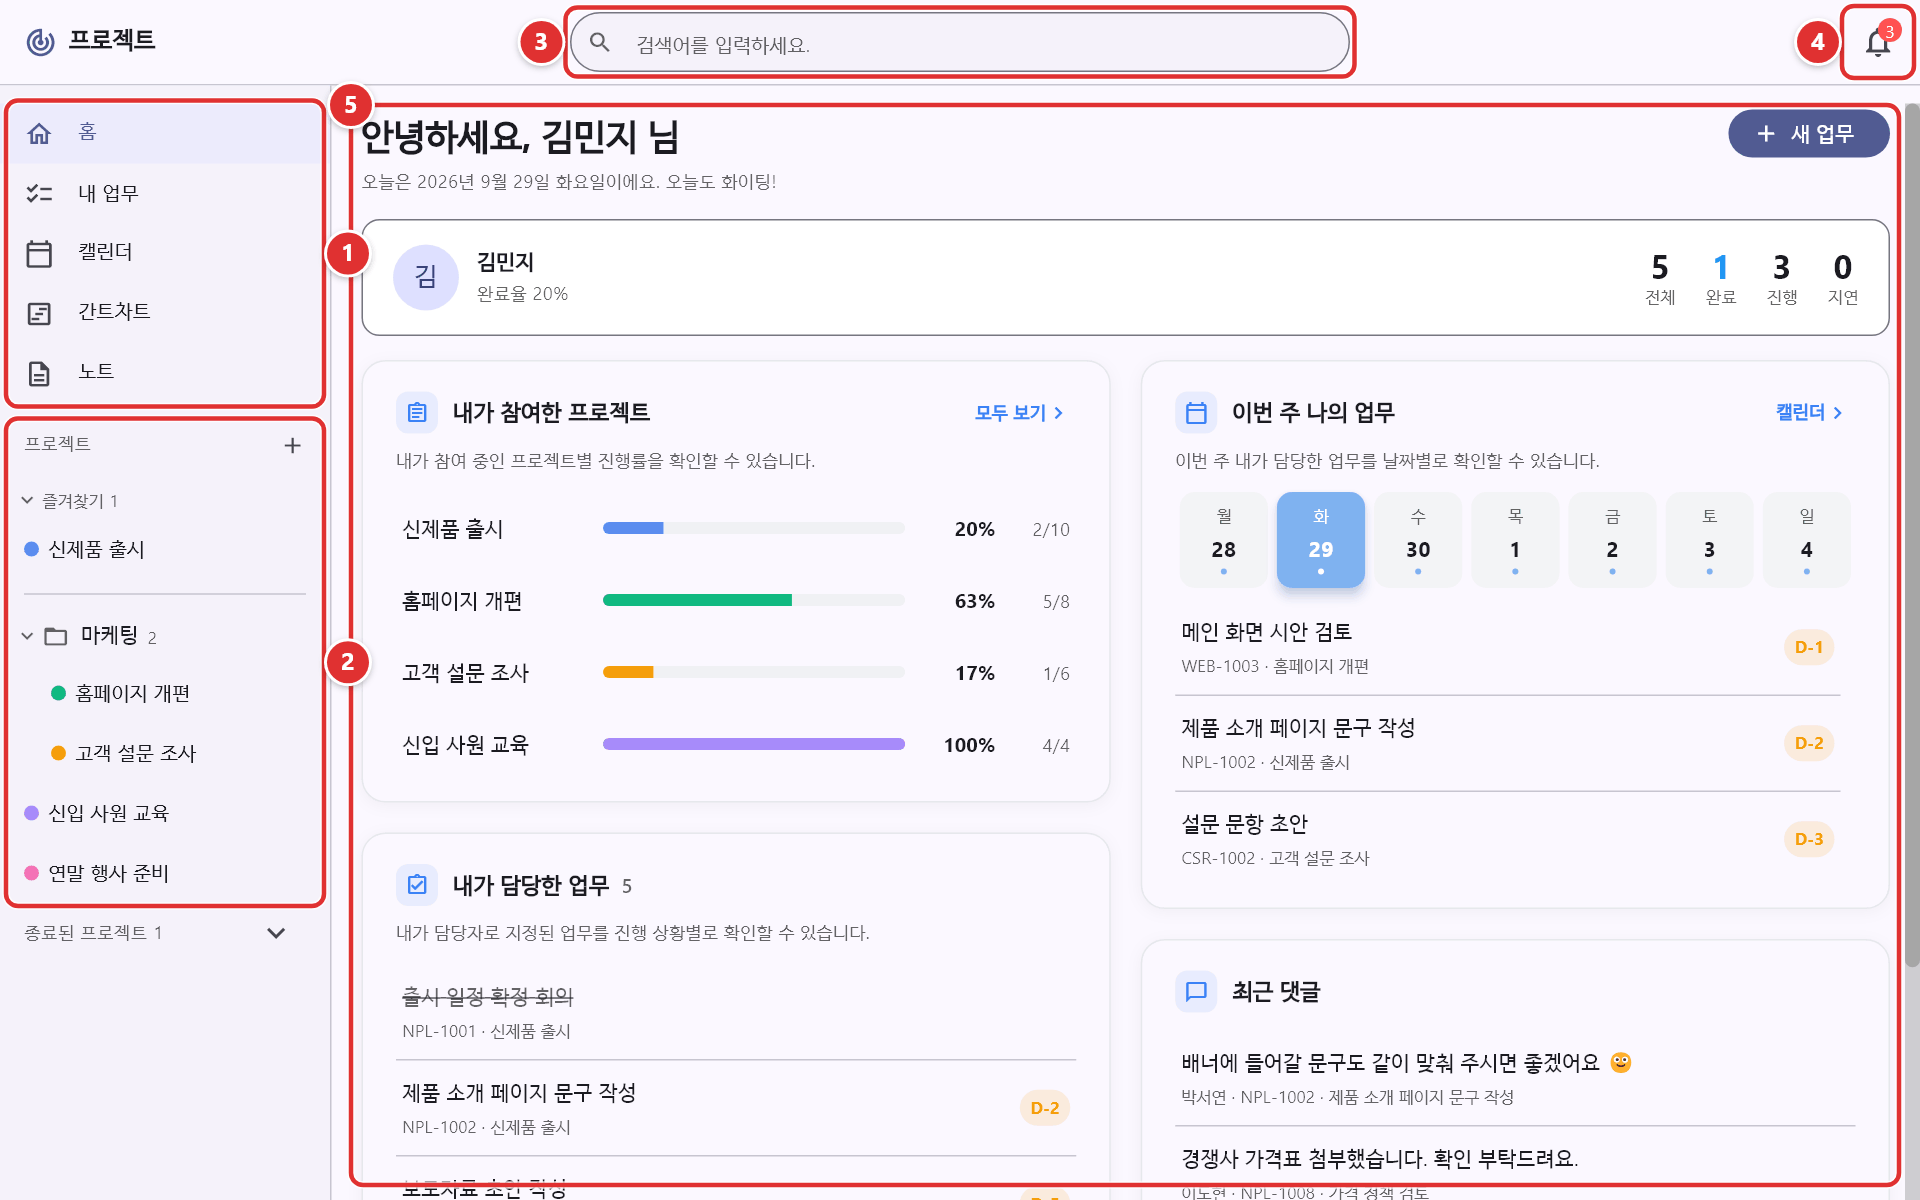 프로젝트
3
검색어를 입력하세요.
4
3
홈
내 업무
캘린더
간트차트
노트
1
프로젝트
즐겨찾기 1
신제품 출시
마케팅 2
홈페이지 개편
고객 설문 조사
신입 사원 교육
연말 행사 준비
2
종료된 프로젝트 1
5
안녕하세요, 김민지 님
오늘은 2026년 9월 29일 화요일이에요. 오늘도 화이팅!
새 업무
김
김민지
완료율 20%
5 1 3 0
전체 완료 진행 지연
내가 참여한 프로젝트
모두 보기
내가 참여 중인 프로젝트별 진행률을 확인할 수 있습니다.
신제품 출시 20% 2/10
홈페이지 개편 63% 5/8
고객 설문 조사 17% 1/6
신입 사원 교육 100% 4/4
이번 주 나의 업무
캘린더
이번 주 내가 담당한 업무를 날짜별로 확인할 수 있습니다.
월 화 수 목 금 토 일
28 29 30 1 2 3 4
메인 화면 시안 검토
WEB-1003 · 홈페이지 개편
D-1
제품 소개 페이지 문구 작성
NPL-1002 · 신제품 출시
D-2
설문 문항 초안
CSR-1002 · 고객 설문 조사
D-3
내가 담당한 업무 5
내가 담당자로 지정된 업무를 진행 상황별로 확인할 수 있습니다.
출시 일정 확정 회의
NPL-1001 · 신제품 출시
제품 소개 페이지 문구 작성
NPL-1002 · 신제품 출시
D-2
보도자료 초안 작성
최근 댓글
배너에 들어갈 문구도 같이 맞춰 주시면 좋겠어요
박서연 · NPL-1002 · 제품 소개 페이지 문구 작성
경쟁사 가격표 첨부했습니다. 확인 부탁드려요.
이도현 · NPL-1008 · 가격 정책 검토